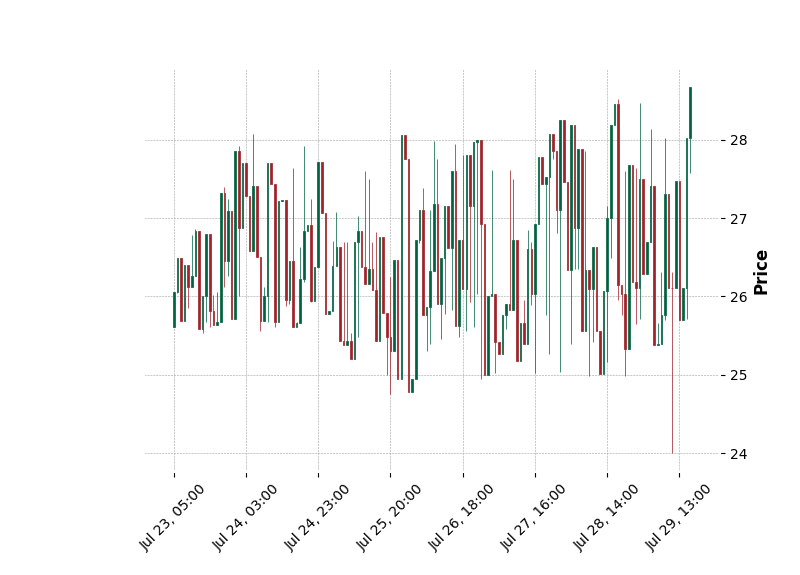 28
27
26
25
24
Price
Jul 23, 05:00
Jul 24, 03:00
Jul 24, 23:00
Jul 25, 20:00
Jul 26, 18:00
Jul 27, 16:00
Jul 28, 14:00
Jul 29, 13:00